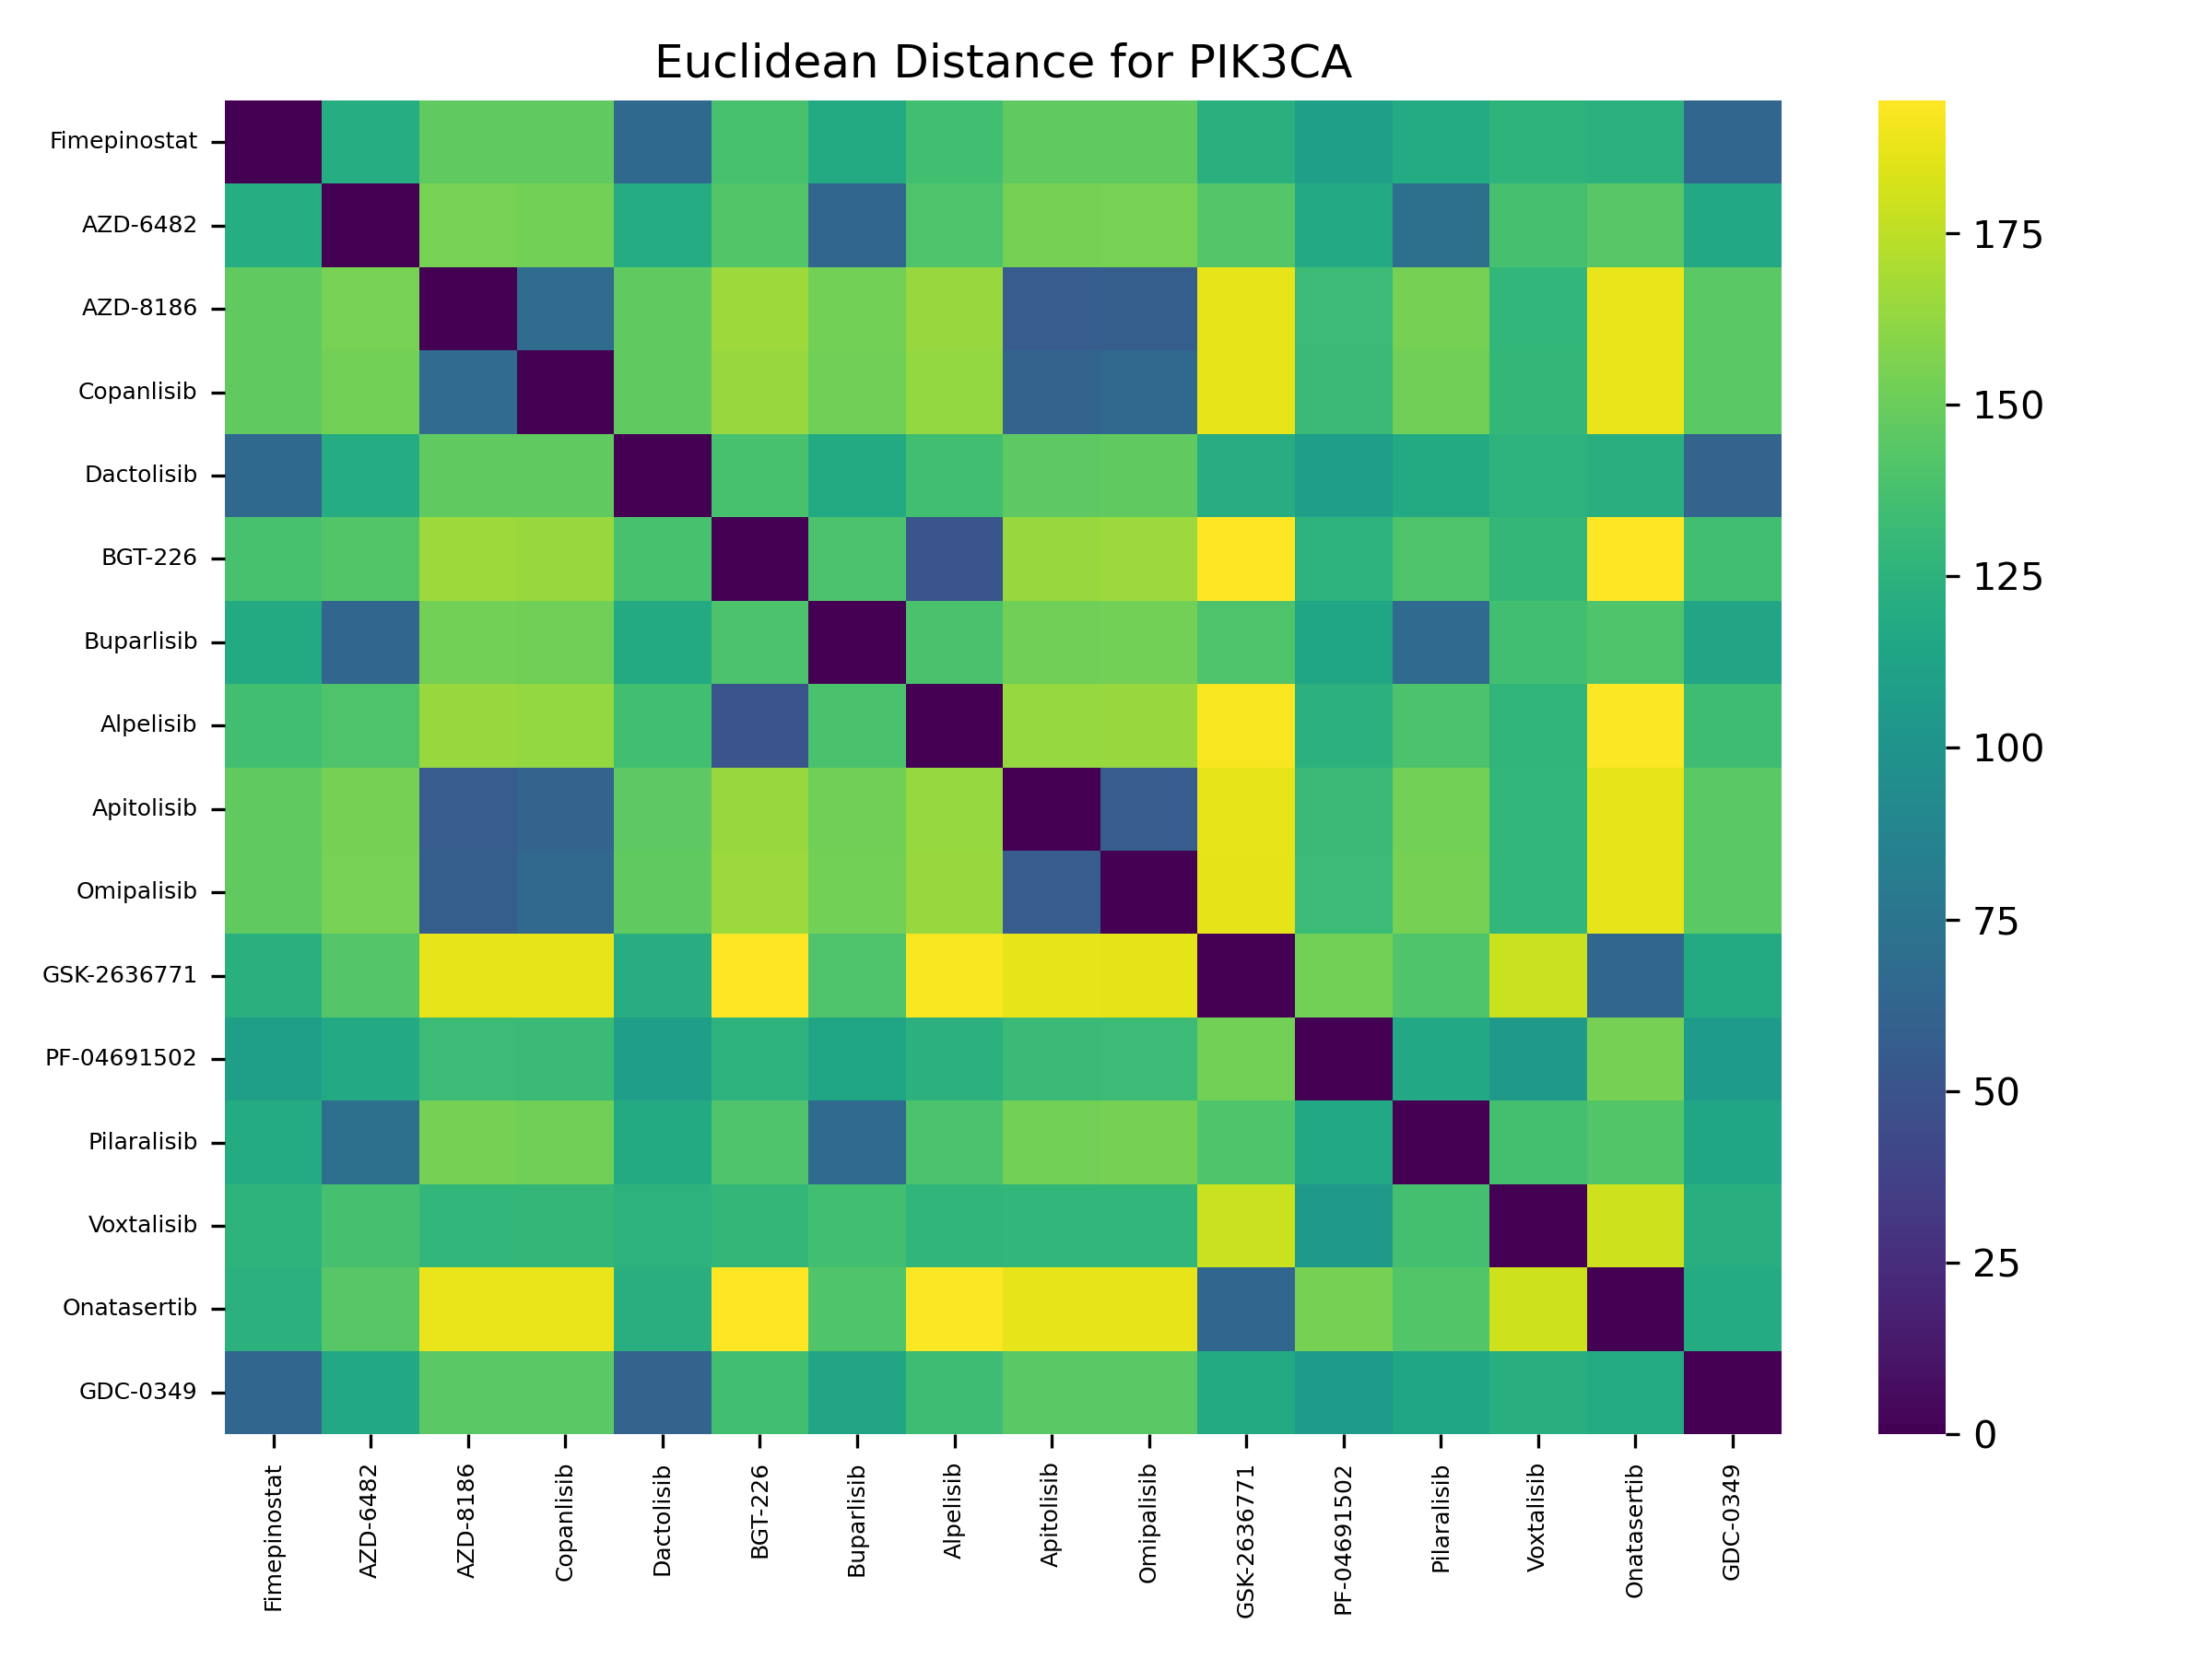 Euclidean Distance for PIK3CA
Fimepinostat
AZD-6482
AZD-8186
Copanlisib
Dactolisib
BGT-226
Buparlisib
Alpelisib
Apitolisib
Omipalisib
GSK-2636771
PF-04691502
Pilaralisib
Voxtalisib
Onatasertib
GDC-0349
Fimepinostat
AZD-6482
AZD-8186
Copanlisib
Dactolisib
BGT-226
Buparlisib
Alpelisib
Apitolisib
Omipalisib
GSK-2636771
PF-04691502
Pilaralisib
Voxtalisib
Onatasertib
GDC-0349
175
150
125
100
75
50
25
0